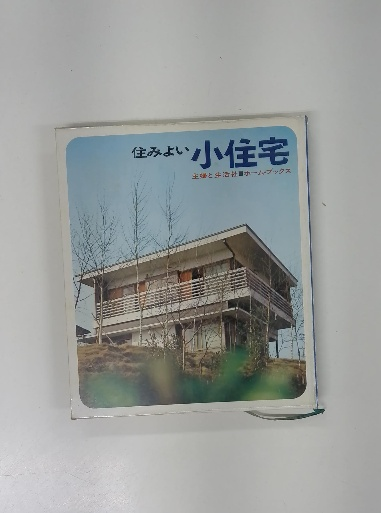 住みよい 小住宅
主婦と生活社■ホームブックス